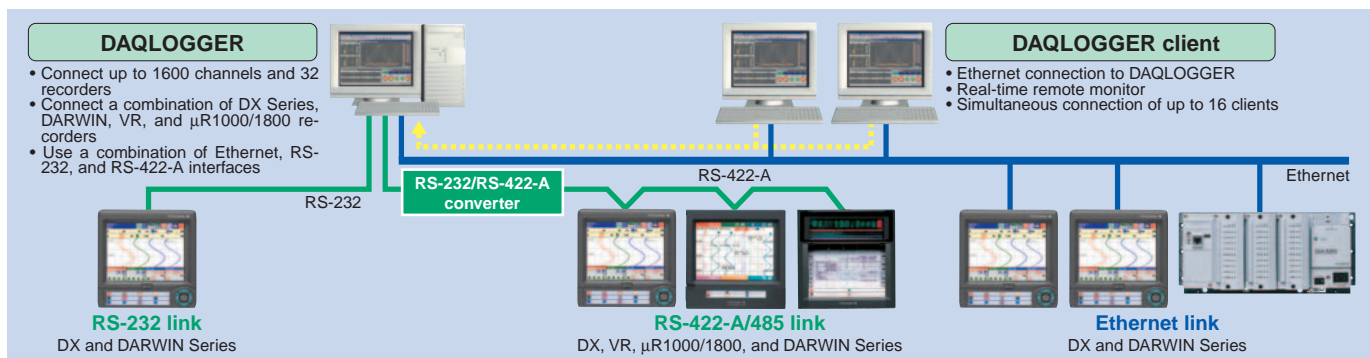 DAQLOGGER
• Connect up to 1600 channels and 32
recorders
• Connect a combination of DX Series,
DARWIN, VR, and µR1000/1800 re-
corders
• Use a combination of Ethernet, RS-
232, and RS-422-A interfaces
DAQLOGGER client
• Ethernet connection to DAQLOGGER
• Real-time remote monitor
• Simultaneous connection of up to 16 clients
RS-232
RS-232/RS-422-A
converter
RS-422-A
Ethernet
RS-232 link
DX and DARWIN Series
RS-422-A/485 link
DX, VR, µR1000/1800, and DARWIN Series
Ethernet link
DX and DARWIN Series